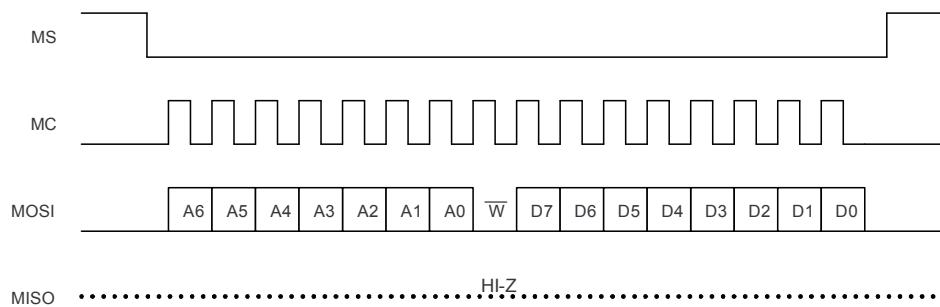 MS
MC
MOSI A6 A5 A4 A3 A2 A1 A0 W̅ D7 D6 D5 D4 D3 D2 D1 D0
HI-Z
MISO